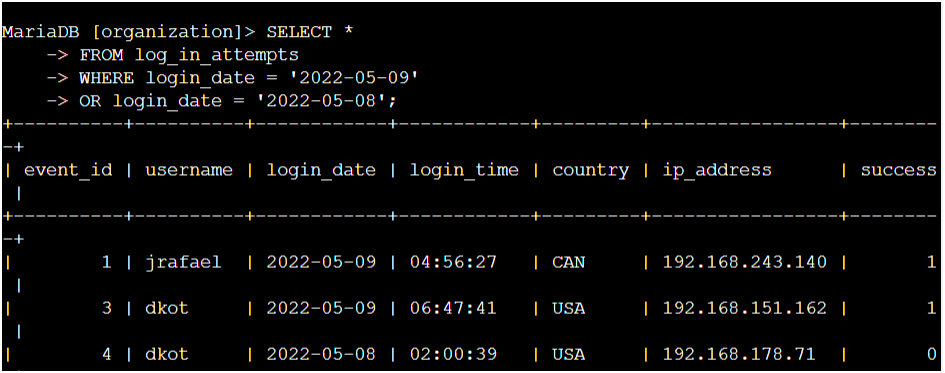 MariaDB [organization]> SELECT *
    -> FROM log_in_attempts
    -> WHERE login_date = '2022-05-09'
    -> OR login_date = '2022-05-08';
+----------+----------+------------+------------+---------+-----------------+--------
-+
| event_id | username | login_date | login_time | country | ip_address      | success
 |
+----------+----------+------------+------------+---------+-----------------+--------
-+
|        1 | jrafael  | 2022-05-09 | 04:56:27   | CAN     | 192.168.243.140 |       1
 |
|        3 | dkot     | 2022-05-09 | 06:47:41   | USA     | 192.168.151.162 |       1
 |
|        4 | dkot     | 2022-05-08 | 02:00:39   | USA     | 192.168.178.71  |       0